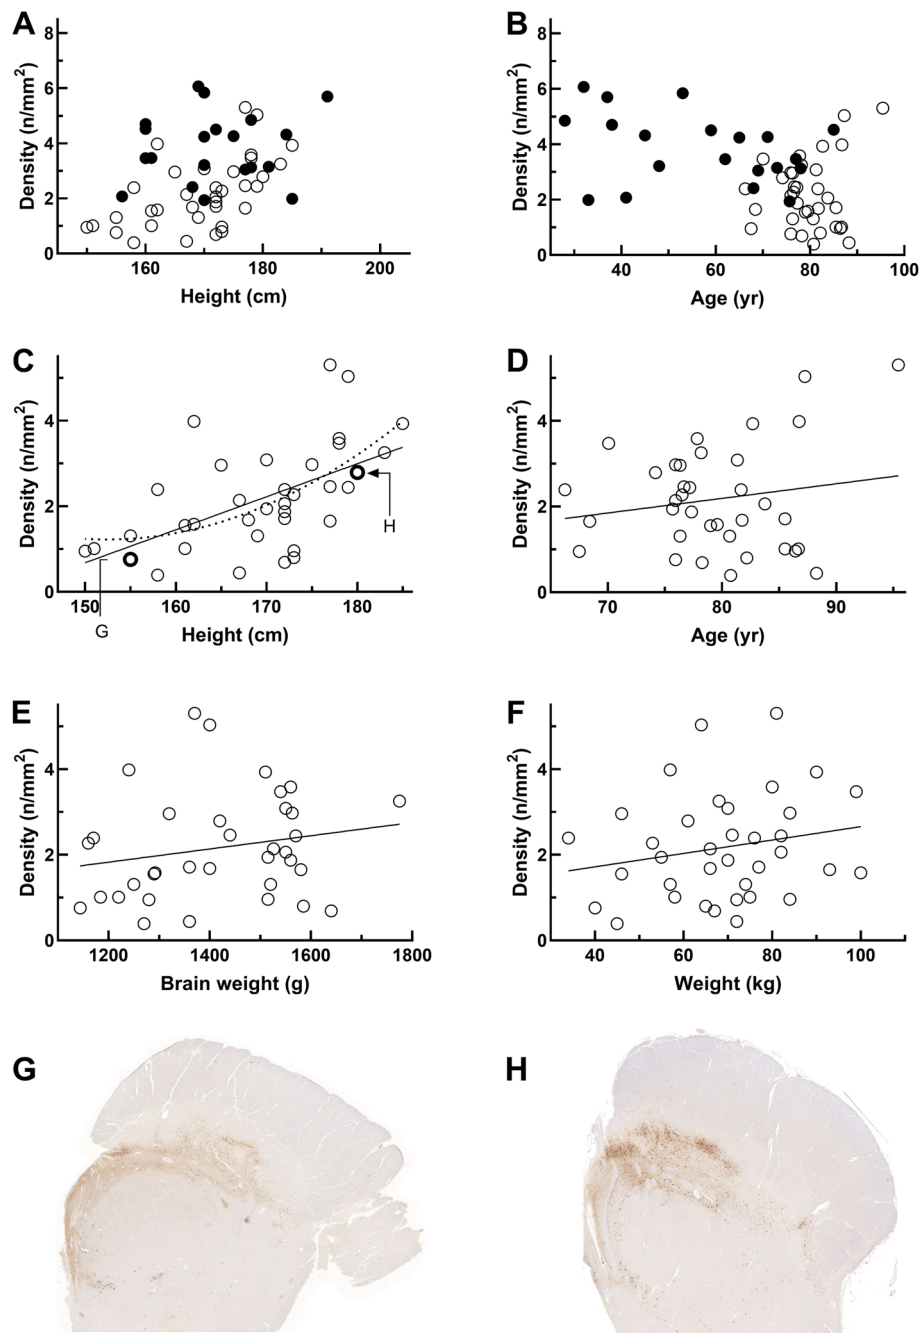 A
B
8
6
4
2
0
Density (n/mm²)
160
180
200
Height (cm)
8
6
4
2
0
Density (n/mm²)
40
60
80
100
Age (yr)
C
D
4
2
0
Density (n/mm²)
150
160
170
180
Height (cm)
G
H
4
2
0
Density (n/mm²)
70
80
90
Age (yr)
E
F
4
2
0
Density (n/mm²)
1200
1400
1600
1800
Brain weight (g)
4
2
0
Density (n/mm²)
40
60
80
100
Weight (kg)
G
H